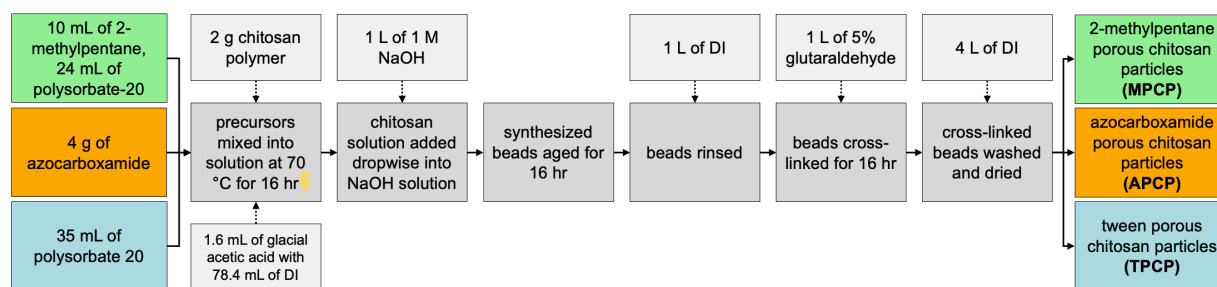 10 mL of 2-
methylpentane,
24 mL of
polysorbate-20
4 g of
azocarboxamide
35 mL of
polysorbate 20
2 g chitosan
polymer
precursors
mixed into
solution at 70
°C for 16 hr
1.6 mL of glacial
acetic acid with
78.4 mL of DI
1 L of 1 M
NaOH
chitosan
solution added
dropwise into
NaOH solution
synthesized
beads aged for
16 hr
1 L of DI
beads rinsed
1 L of 5%
glutaraldehyde
beads cross-
linked for 16 hr
4 L of DI
cross-linked
beads washed
and dried
2-methylpentane
porous chitosan
particles
(MPCP)
azocarboxamide
porous chitosan
particles
(APCP)
tween porous
chitosan particles
(TPCP)